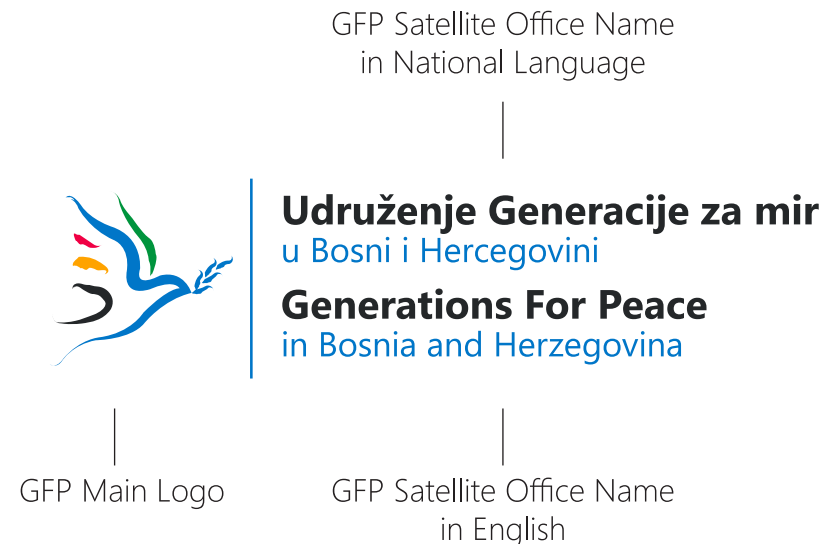 GFP Satellite Office Name
in National Language
Udruženje Generacije za mir
u Bosni i Hercegovini
Generations For Peace
in Bosnia and Herzegovina
GFP Main Logo
GFP Satellite Office Name
in English